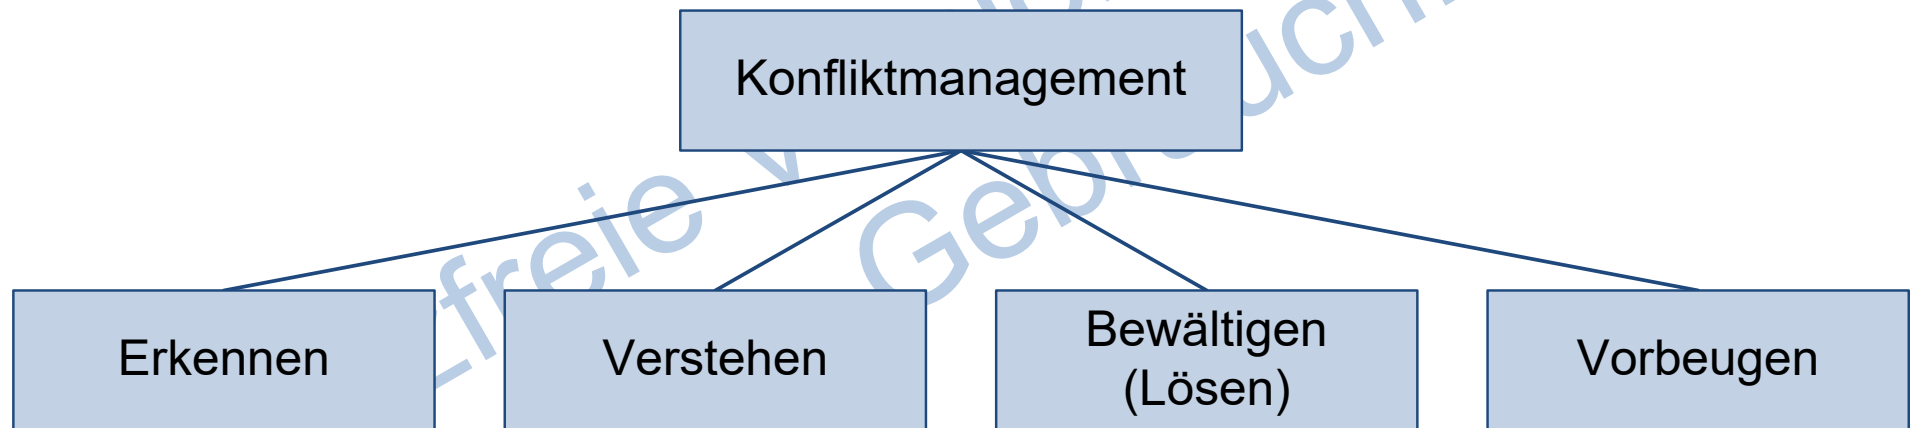 Konfliktmanagement
Erkennen
Verstehen
Bewältigen
(Lösen)
Vorbeugen